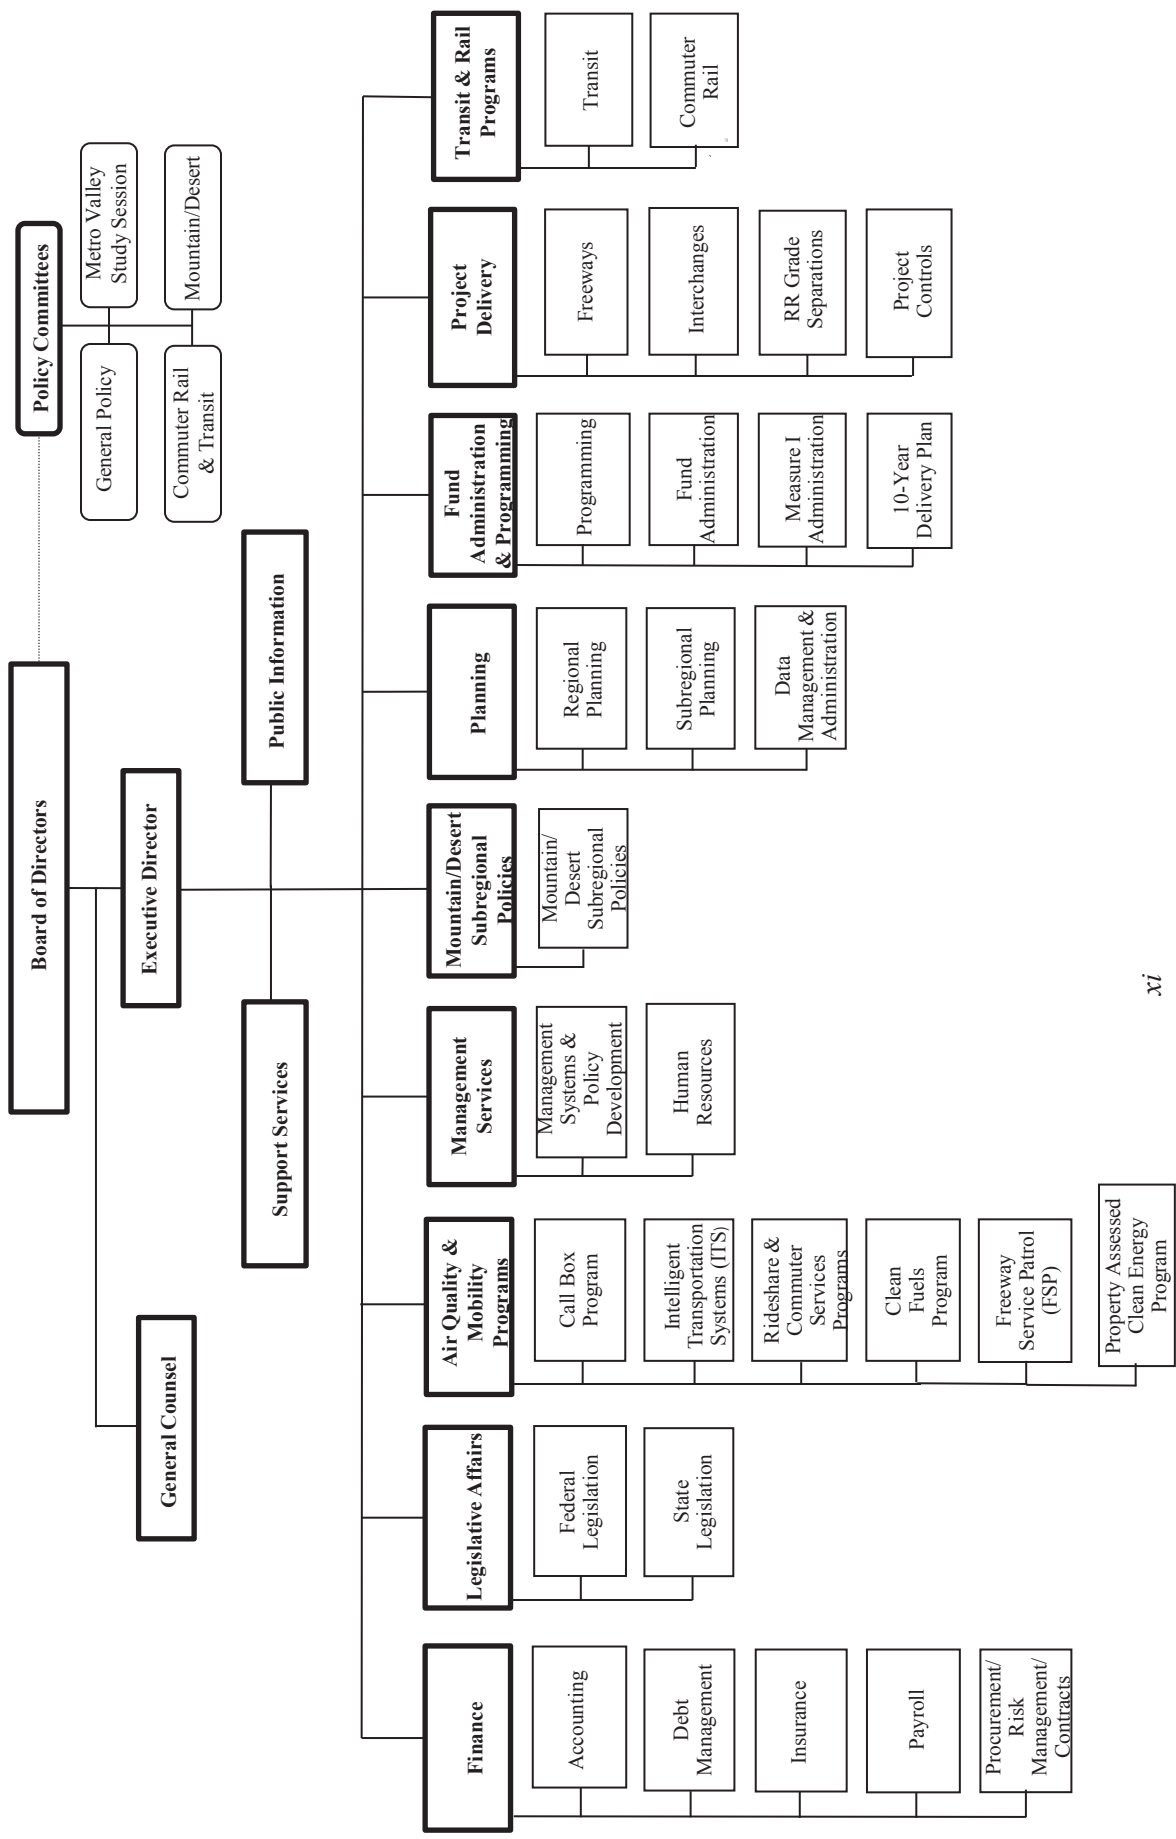 Board of Directors
Policy Committees
General Policy
Metro Valley
Study Session
Commuter Rail
& Transit
Mountain/Desert
General Counsel
Executive Director
Support Services
Public Information
Finance
Accounting
Debt
Management
Insurance
Payroll
Procurement/
Risk
Management/
Contracts
Legislative Affairs
Federal
Legislation
State
Legislation
Air Quality &
Mobility
Programs
Call Box
Program
Intelligent
Transportation
Systems (ITS)
Rideshare &
Commuter
Services
Programs
Clean
Fuels
Program
Freeway
Service Patrol
(FSP)
Property Assessed
Clean Energy
Program
Management
Services
Management
Systems &
Policy
Development
Human
Resources
Mountain/Desert
Subregional
Policies
Mountain/
Desert
Subregional
Policies
Planning
Regional
Planning
Subregional
Planning
Data
Management &
Administration
Fund
Administration
& Programming
Programming
Fund
Administration
Measure I
Administration
10-Year
Delivery Plan
Project
Delivery
Freeways
Interchanges
RR Grade
Separations
Project
Controls
Transit & Rail
Programs
Transit
Commuter
Rail
xi